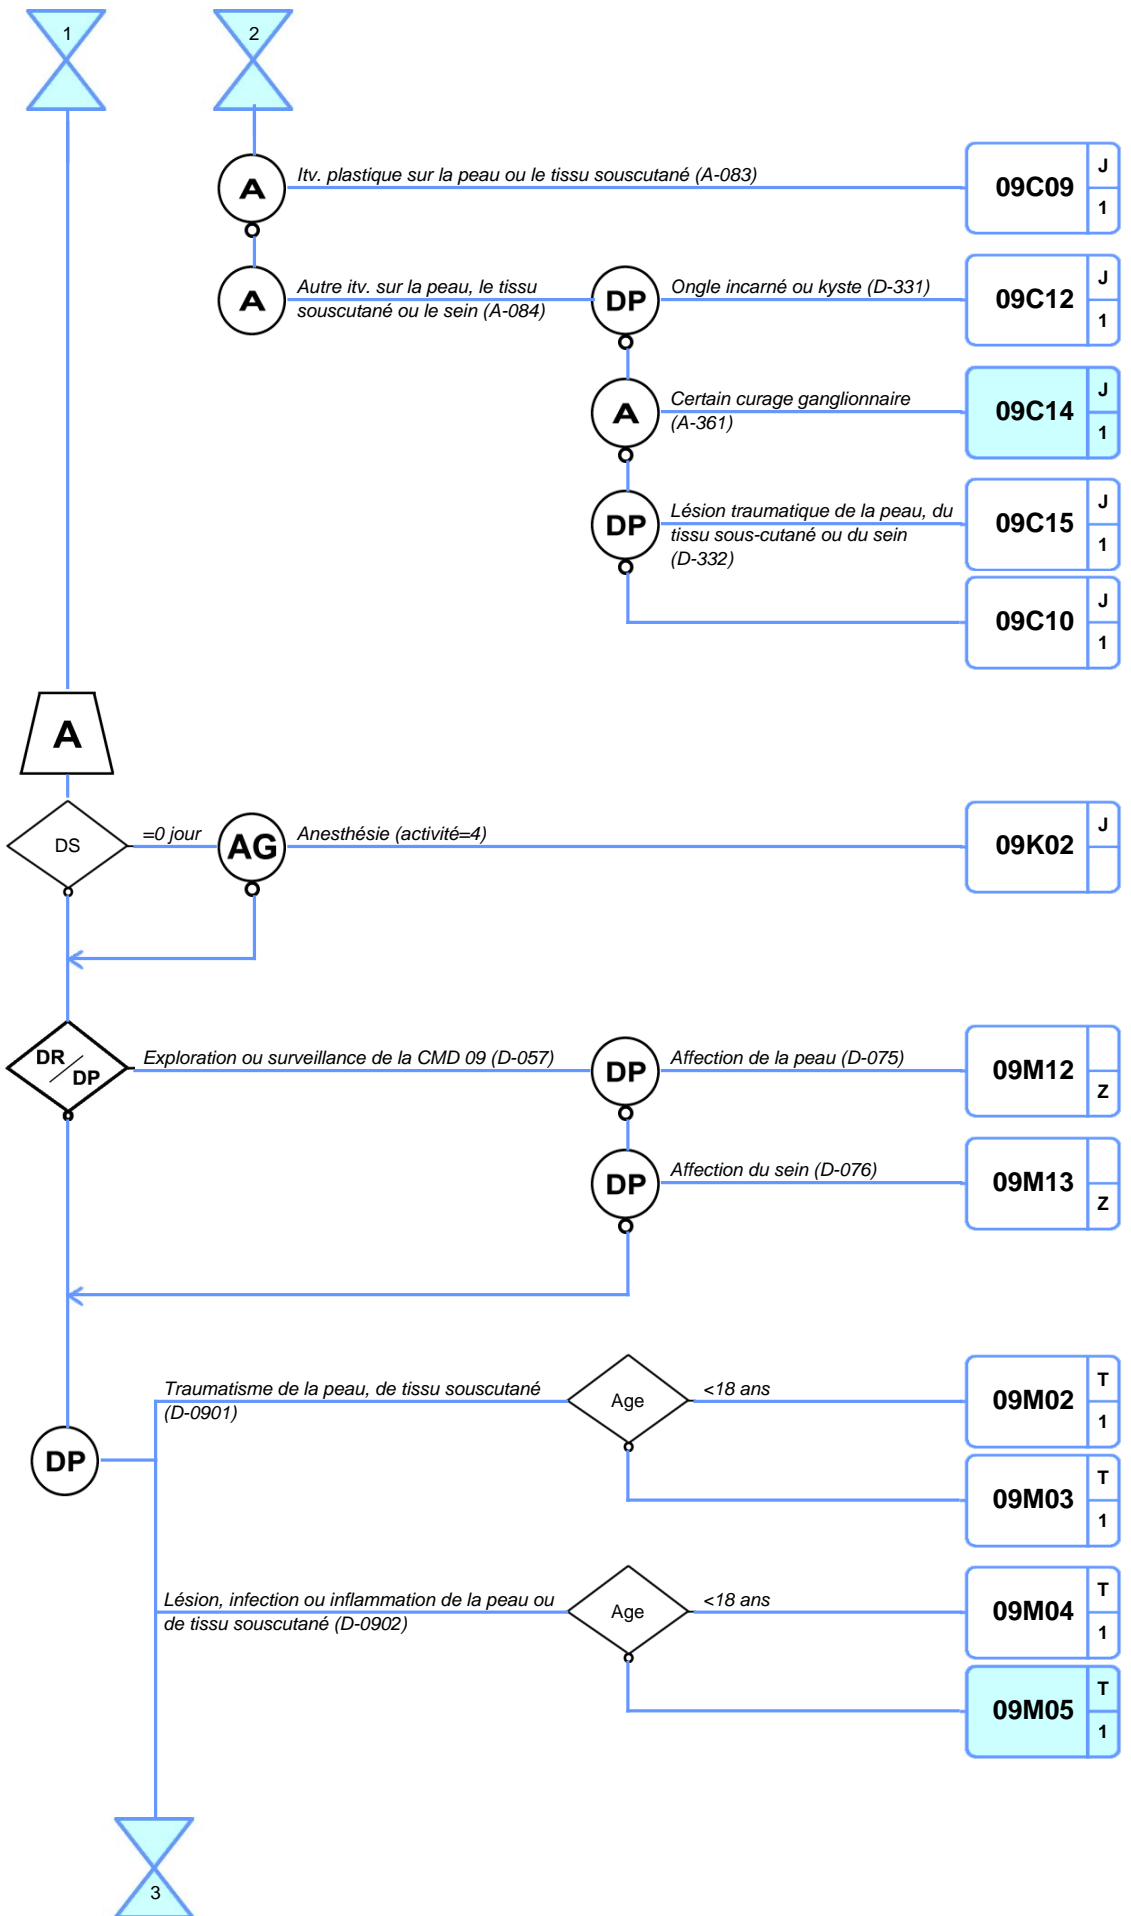 1
2
A
Itv. plastique sur la peau ou le tissu souscutané (A-083)
09C09
J
1
A
Autre itv. sur la peau, le tissu
souscutané ou le sein (A-084)
DP
Ongle incarné ou kyste (D-331)
09C12
J
1
A
Certain curage ganglionnaire
(A-361)
09C14
J
1
DP
Lésion traumatique de la peau, du
tissu sous-cutané ou du sein
(D-332)
09C15
J
1
09C10
J
1
A
DS
=0 jour
AG
Anesthésie (activité=4)
09K02
J
DR
DP
Exploration ou surveillance de la CMD 09 (D-057)
DP
Affection de la peau (D-075)
09M12
Z
DP
Affection du sein (D-076)
09M13
Z
DP
Traumatisme de la peau, de tissu souscutané
(D-0901)
Age
<18 ans
09M02
T
1
09M03
T
1
Lésion, infection ou inflammation de la peau ou
de tissu souscutané (D-0902)
Age
<18 ans
09M04
T
1
09M05
T
1
3